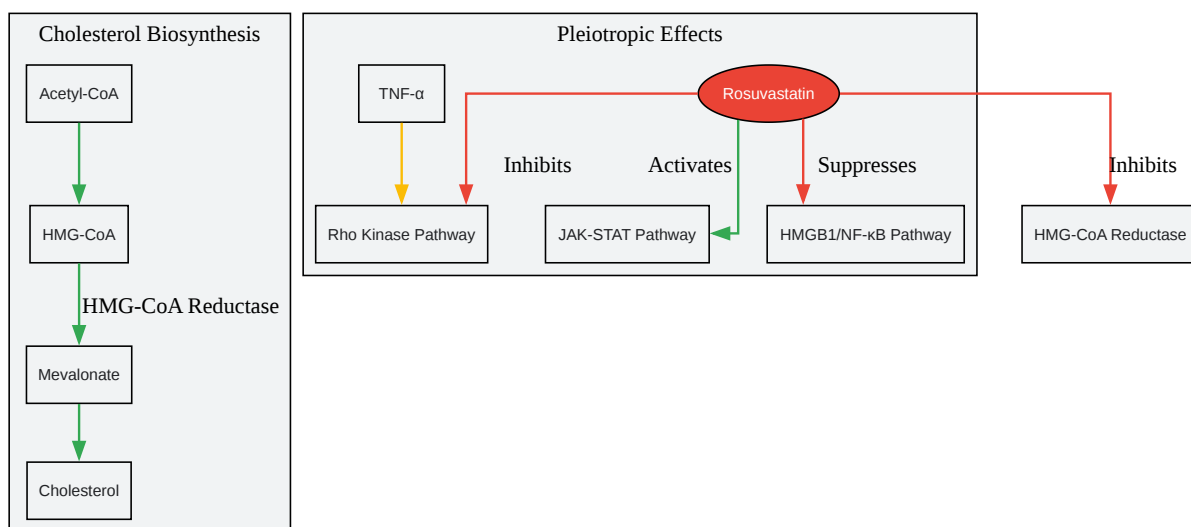 Cholesterol Biosynthesis
Acetyl-CoA
HMG-CoA
HMG-CoA Reductase
Mevalonate
Cholesterol
Pleiotropic Effects
TNF-α
Rosuvastatin
Inhibits
Activates
Suppresses
Inhibits
Rho Kinase Pathway
JAK-STAT Pathway
HMGB1/NF-κB Pathway
HMG-CoA Reductase